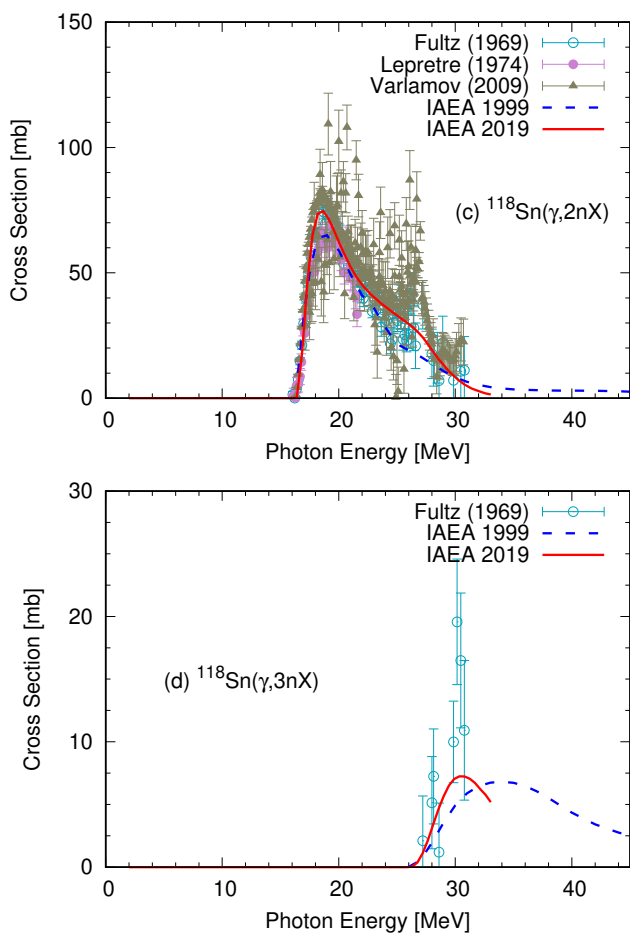 150
100
50
0
0 10 20 30 40
Cross Section [mb]
Photon Energy [MeV]
Fultz (1969)
Lepretre (1974)
Varlamov (2009)
IAEA 1999
IAEA 2019
(c) ¹¹⁸Sn(γ,2nX)
30
20
10
0
0 10 20 30 40
Cross Section [mb]
Photon Energy [MeV]
Fultz (1969)
IAEA 1999
IAEA 2019
(d) ¹¹⁸Sn(γ,3nX)